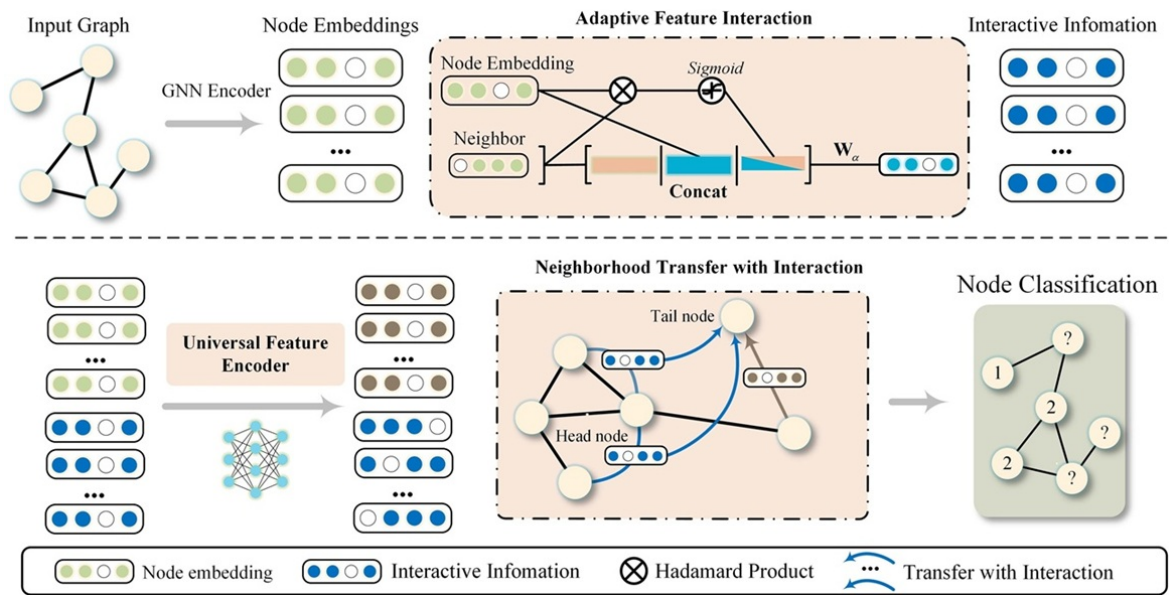 Input Graph
Node Embeddings
Adaptive Feature Interaction
Interactive Infomation
GNN Encoder
Node Embedding
Sigmoid
Neighbor
Wα
Concat
...
...
Neighborhood Transfer with Interaction
Node Classification
Universal Feature
Encoder
Tail node
Head node
...
...
...
...
?
1
2
?
2
?
Node embedding
Interactive Infomation
Hadamard Product
...
Transfer with Interaction